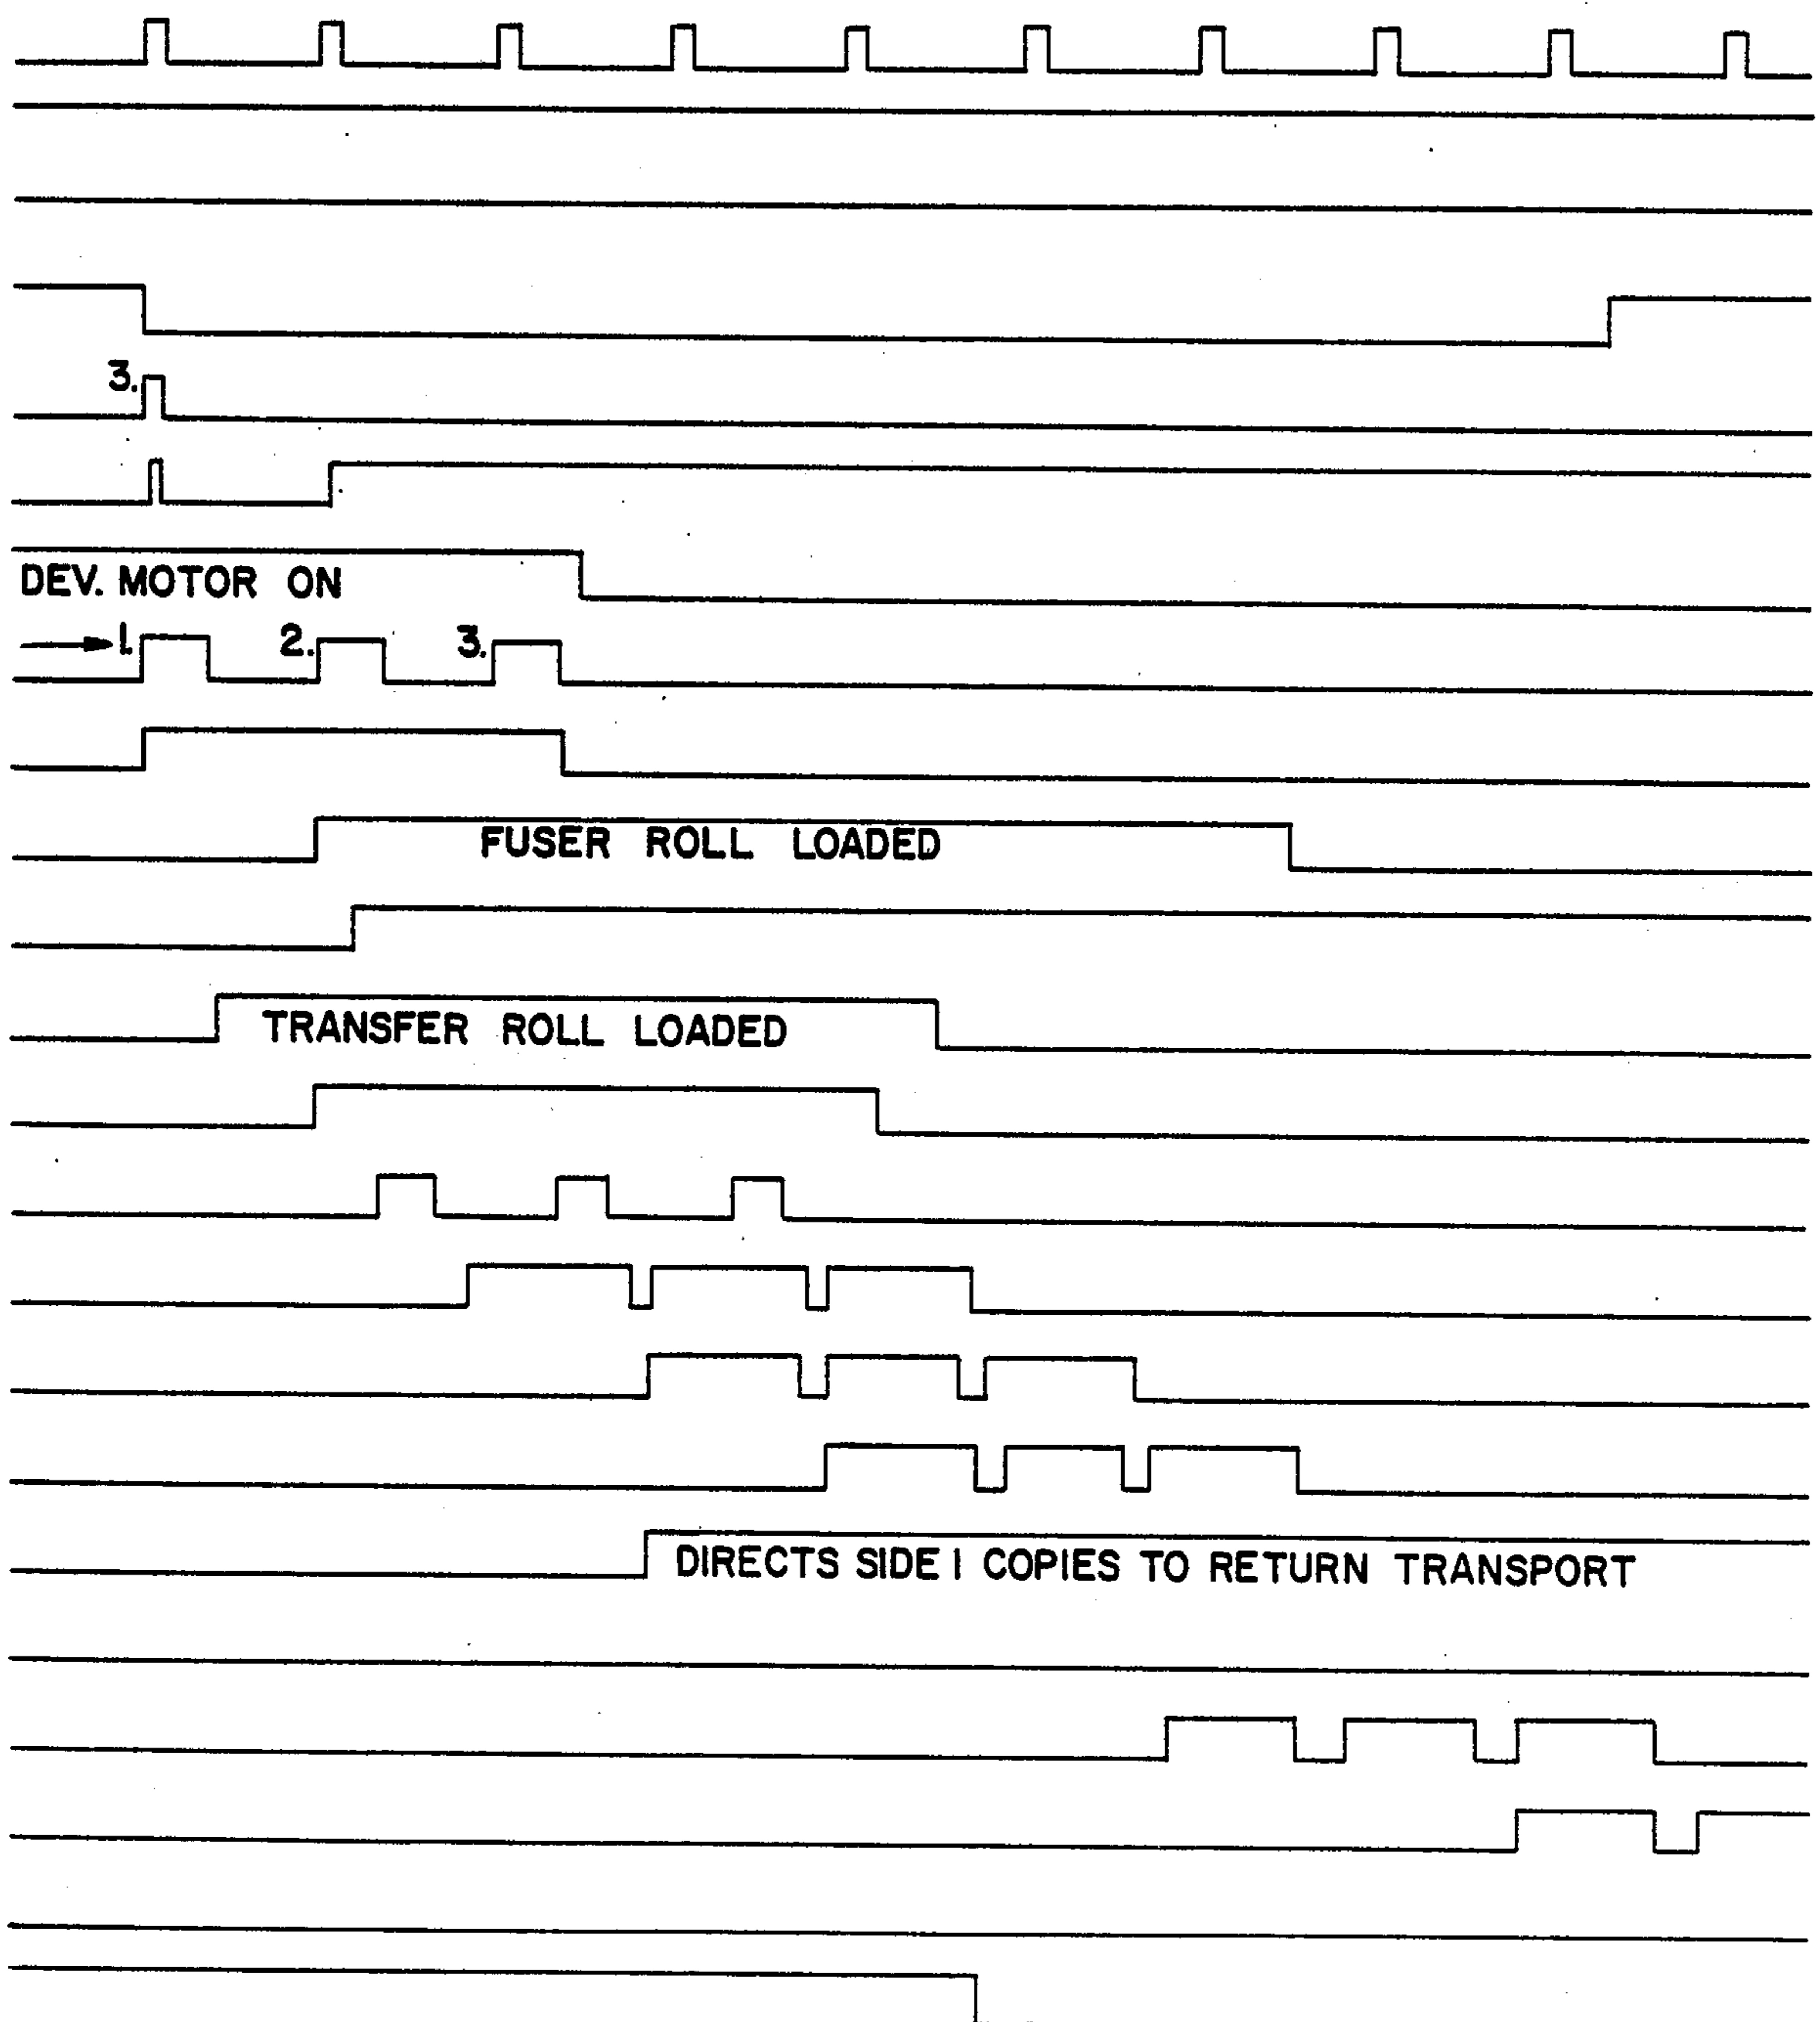 3.
DEV. MOTOR ON
1. 2. 3.
FUSER ROLL LOADED
TRANSFER ROLL LOADED
DIRECTS SIDE 1 COPIES TO RETURN TRANSPORT